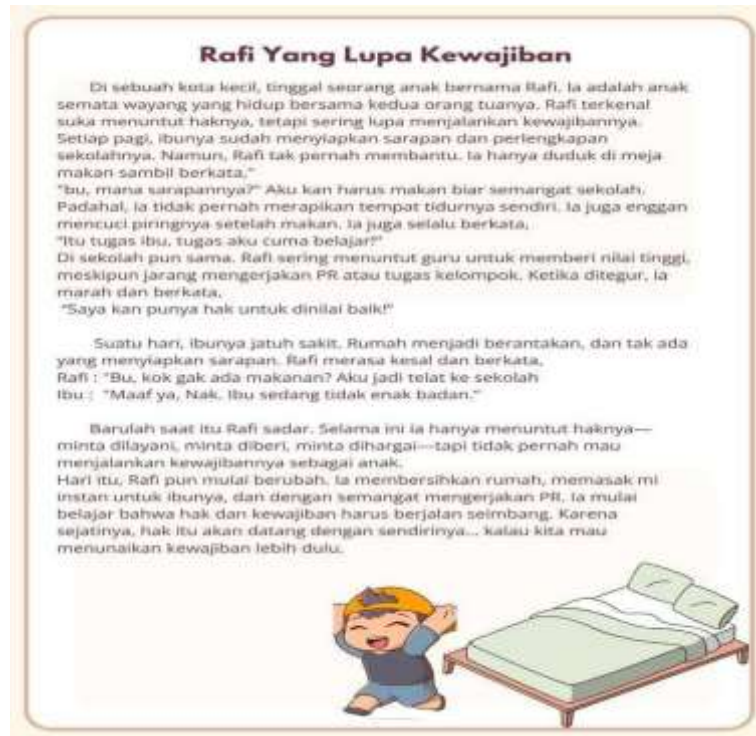 Rafi Yang Lupa Kewajiban
Di sebuah kota kecil, tinggal seorang anak bernama Rafi. Ia adalah anak
semata wayang yang hidup bersama kedua orang tuanya. Rafi terkenal
suka menuntut haknya, tetapi sering lupa menjalankan kewajibannya.
Setiap pagi, ibunya sudah menyiapkan sarapan dan perlengkapan
sekolahnya. Namun, Rafi tak pernah membantu. Ia hanya duduk di meja
makan sambil berkata,"
"bu, mana sarapannya?" Aku kan harus makan biar semangat sekolah.
Padahal, ia tidak pernah merapikan tempat tidurnya sendiri. Ia juga enggan
mencuci piringnya setelah makan. Ia juga selalu berkata,
"Itu tugas ibu, tugas aku cuma belajar!"
Di sekolah pun sama. Rafi sering menuntut guru untuk memberi nilai tinggi,
meskipun jarang mengerjakan PR atau tugas kelompok. Ketika ditegur, ia
marah dan berkata,
"Saya kan punya hak untuk dinilai baik!"
Suatu hari, ibunya jatuh sakit. Rumah menjadi berantakan, dan tak ada
yang menyiapkan sarapan. Rafi merasa kesal dan berkata,
Rafi : "Bu, kok gak ada makanan? Aku jadi telat ke sekolah
Ibu : "Maaf ya, Nak. Ibu sedang tidak enak badan."
Barulah saat itu Rafi sadar. Selama ini ia hanya menuntut haknya—
minta dilayani, minta diberi, minta dihargai—tapi tidak pernah mau
menjalankan kewajibannya sebagai anak.
Hari itu, Rafi pun mulai berubah. Ia membersihkan rumah, memasak mi
instan untuk ibunya, dan dengan semangat mengerjakan PR. Ia mulai
belajar bahwa hak dan kewajiban harus berjalan seimbang. Karena
sejatinya, hak itu akan datang dengan sendirinya... kalau kita mau
menunaikan kewajiban lebih dulu.